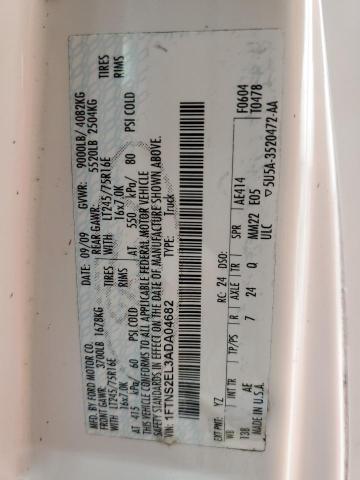 MFD. BY FORD MOTOR CO.
DATE: 09/09 GVWR: 9000LB/ 4082KG
FRONT GAWR: 3700LB 1678KG REAR GAWR: 5520LB 2504KG
WITH LT245/75R16E TIRES WITH LT245/75R16E TIRES
16x7.0K RIMS 16x7.0K RIMS
AT 415 kPa/ 60 PSI COLD AT 550 kPa/ 80 PSI COLD
THIS VEHICLE CONFORMS TO ALL APPLICABLE FEDERAL MOTOR VEHICLE
SAFETY STANDARDS IN EFFECT ON THE DATE OF MANUFACTURE SHOWN ABOVE.
VIN: 1FTNS2EL3ADA04682
TYPE: Truck
F0604
T0478
EXT PNT: YZ RC: 24 DSO:
WB INT TR TP/PS R AXLE TR SPR AE414
138 AE 7 24 Q MM22 E05
MADE IN U.S.A. ULC ▽5U5A-3520472-AA